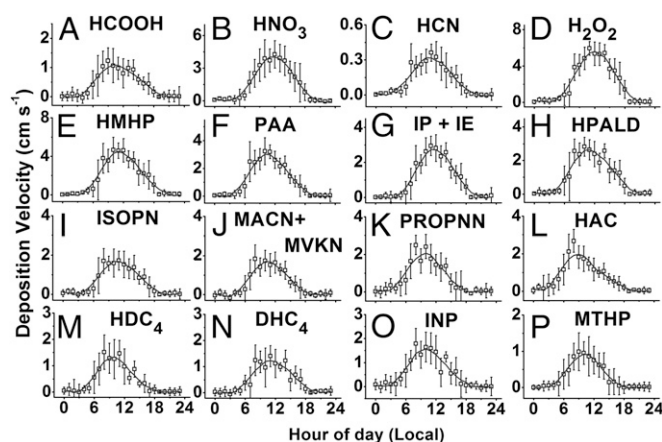 A HCOOH
2
1
0
B HNO₃
4
2
0
C HCN
0.6
0.3
0.0
D H₂O₂
6
3
0
E HMHP
4
2
0
F PAA
4
2
0
G IP + IE
2
0
H HPALD
4
2
0
I ISOPN
4
2
0
J MACN+
MVKN
4
2
0
K PROPNN
4
2
0
L HAC
4
2
0
M HDC₄
3
2
1
0
N DHC₄
3
2
1
0
O INP
3
2
1
0
P MTHP
2
1
0
0 6 12 18 24
0 6 12 18 24
0 6 12 18 24
0 6 12 18 24
Deposition Velocity (cm s⁻¹)
Hour of day (Local)